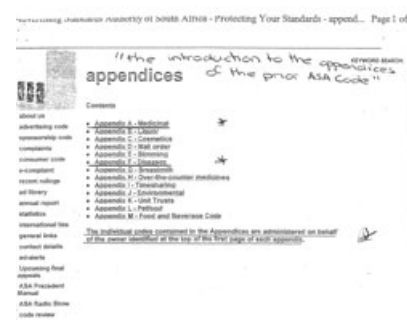 Advertising Standards Authority of South Africa - Protecting Your Standards - append... Page 1 of
"the introduction to the appendices
of the prior ASA Code"
KEYWORD SEARCH
appendices
Contents
Appendix A - Medicinal
Appendix B - Liquor
Appendix C - Cosmetics
Appendix D - Mail order
Appendix E - Slimming
Appendix F - Diseases
Appendix G - Breastmilk
Appendix H - Over-the-counter medicines
Appendix I - Timesharing
Appendix J - Environmental
Appendix K - Unit Trusts
Appendix L - Petfood
Appendix M - Food and Beverage Code
The individual codes contained in the Appendices are administered on behalf
of the owner identified at the top of the first page of each appendix.
about us
advertising code
sponsorship code
complaints
consumer code
e-complaint
recent rulings
ad library
annual report
statistics
international ties
general links
contact details
ad-alerts
Upcoming final
appeals
ASA Precedent
Manual
ASA Radio Show
code review